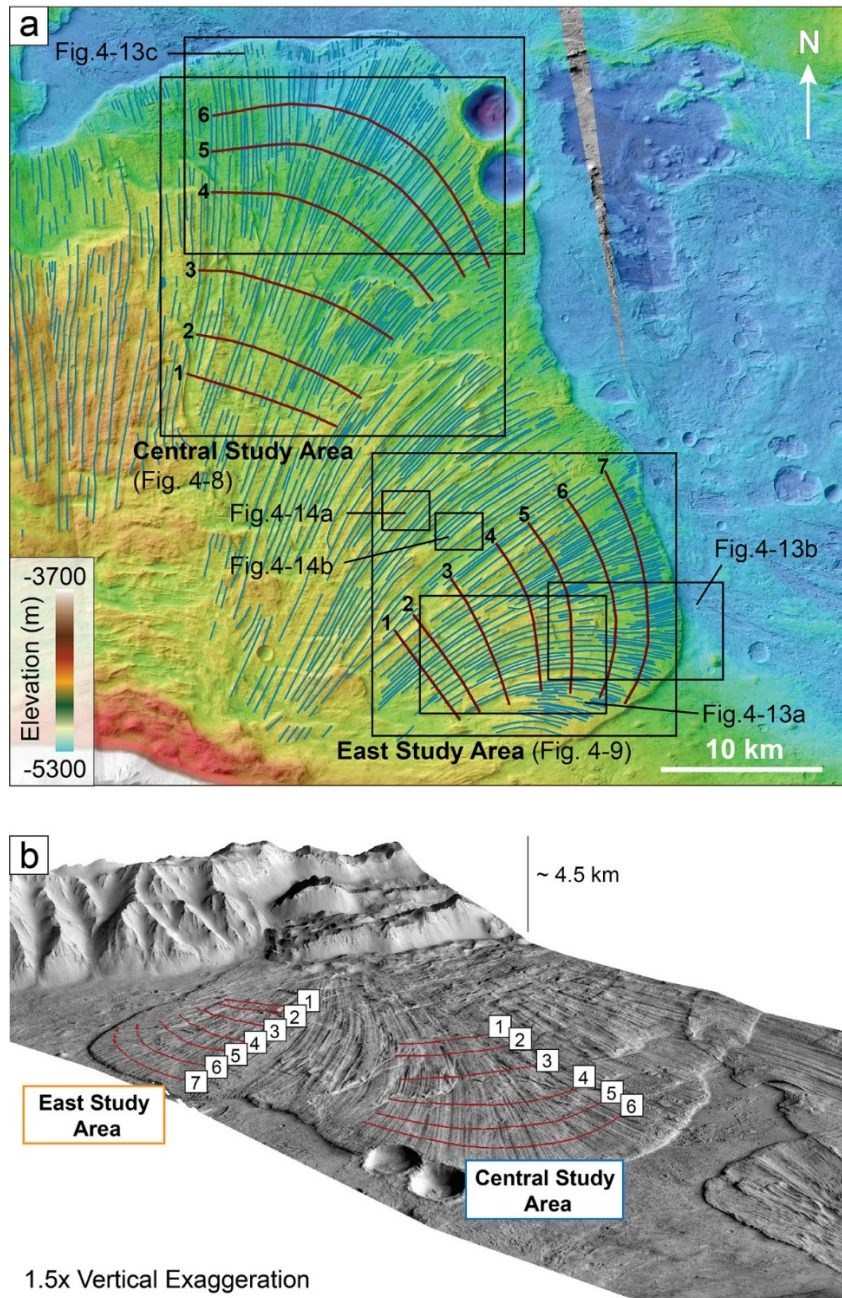 a
Fig.4-13c
N
6
5
4
3
2
1
Central Study Area
(Fig. 4-8)
7
6
5
4
3
2
1
Fig.4-14a
Fig.4-14b
Fig.4-13b
Fig.4-13a
East Study Area (Fig. 4-9)
10 km
-3700
Elevation (m)
-5300
b
~ 4.5 km
1
2
3
4
5
6
7
1
2
3
4
5
6
East Study
Area
Central Study
Area
1.5x Vertical Exaggeration